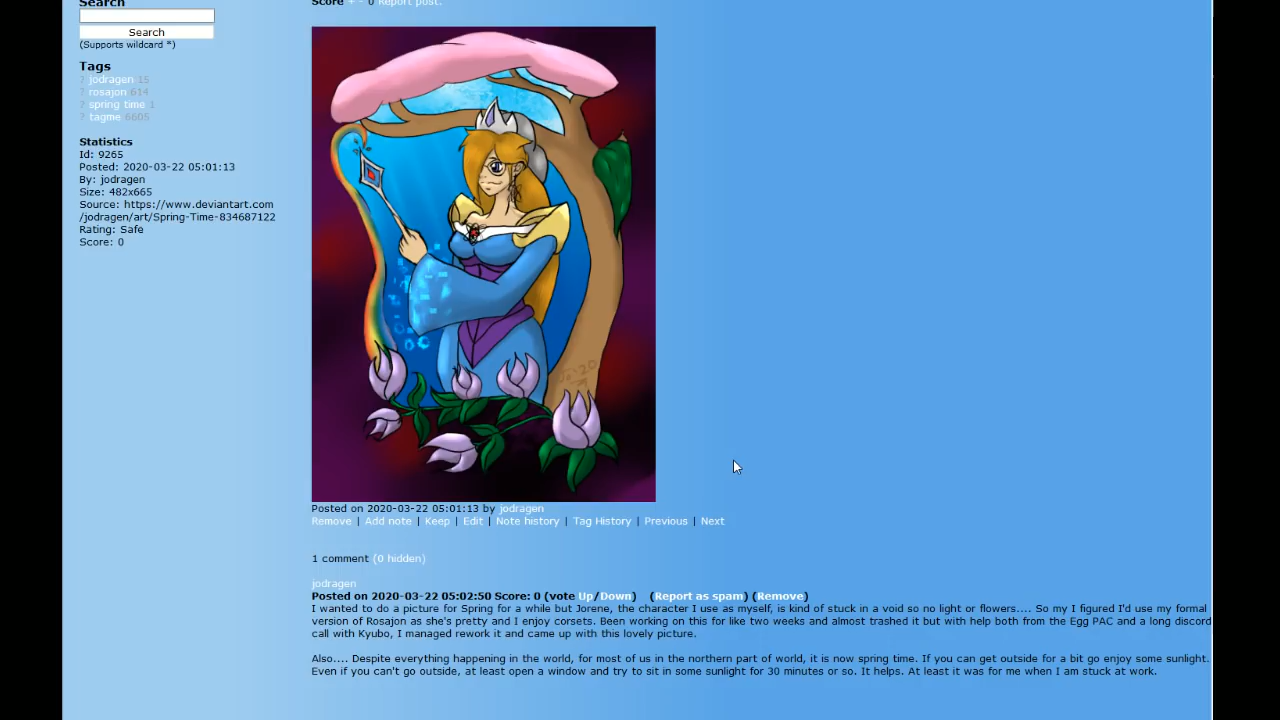 Search
Score + - 0 Report post.
Search
(Supports wildcard *)
Tags
? jodragen 15
? rosajon 614
? spring time 1
? tagme 6605
Statistics
Id: 9265
Posted: 2020-03-22 05:01:13
By: jodragen
Size: 482x665
Source: https://www.deviantart.com
/jodragen/art/Spring-Time-834687122
Rating: Safe
Score: 0
Posted on 2020-03-22 05:01:13 by jodragen
Remove | Add note | Keep | Edit | Note history | Tag History | Previous | Next
1 comment (0 hidden)
jodragen
Posted on 2020-03-22 05:02:50 Score: 0 (vote Up/Down) (Report as spam) (Remove)
I wanted to do a picture for Spring for a while but Jorene, the character I use as myself, is kind of stuck in a void so no light or flowers.... So my I figured I'd use my formal
version of Rosajon as she's pretty and I enjoy corsets. Been working on this for like two weeks and almost trashed it but with help both from the Egg PAC and a long discord
call with Kyubo, I managed rework it and came up with this lovely picture.
Also.... Despite everything happening in the world, for most of us in the northern part of world, it is now spring time. If you can get outside for a bit go enjoy some sunlight.
Even if you can't go outside, at least open a window and try to sit in some sunlight for 30 minutes or so. It helps. At least it was for me when I am stuck at work.